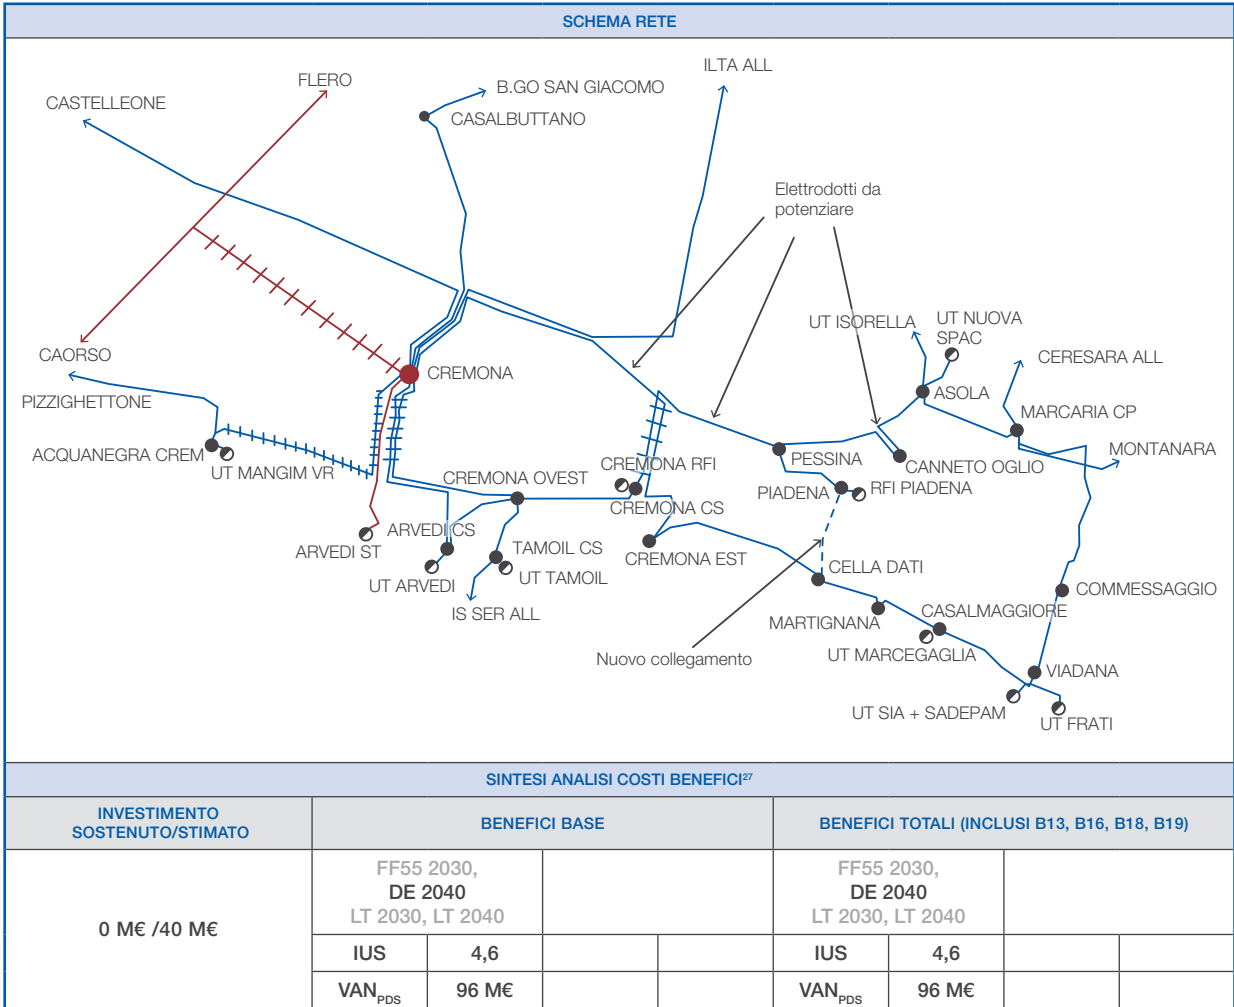 SCHEMA RETE
ILTA ALL
FLERO
B.GO SAN GIACOMO
CASTELLEONE
CASALBUTTANO
Elettrodotti da
potenziare
UT ISORELLA
UT NUOVA
SPAC
CAORSO
CERESARA ALL
CREMONA
ASOLA
PIZZIGHETTONE
MARCARIA CP
ACQUANEGRA CREM
UT MANGIM VR
CREMONA OVEST
CREMONA RFI
PESSINA
CANNETO OGLIO
MONTANARA
PIADENA
RFI PIADENA
CREMONA CS
ARVEDI ST
ARVEDI CS
TAMOIL CS
CREMONA EST
UT ARVEDI
UT TAMOIL
CELLA DATI
COMMESSAGGIO
IS SER ALL
MARTIGNANA
CASALMAGGIORE
Nuovo collegamento
UT MARCEGAGLIA
VIADANA
UT SIA + SADEPAM
UT FRATI
SINTESI ANALISI COSTI BENEFICI27
INVESTIMENTO
SOSTENUTO/STIMATO
BENEFICI BASE
BENEFICI TOTALI (INCLUSI B13, B16, B18, B19)
0 M€ /40 M€
FF55 2030,
DE 2040
LT 2030, LT 2040
FF55 2030,
DE 2040
LT 2030, LT 2040
IUS 4,6
IUS 4,6
VANPDS 96 M€
VANPDS 96 M€